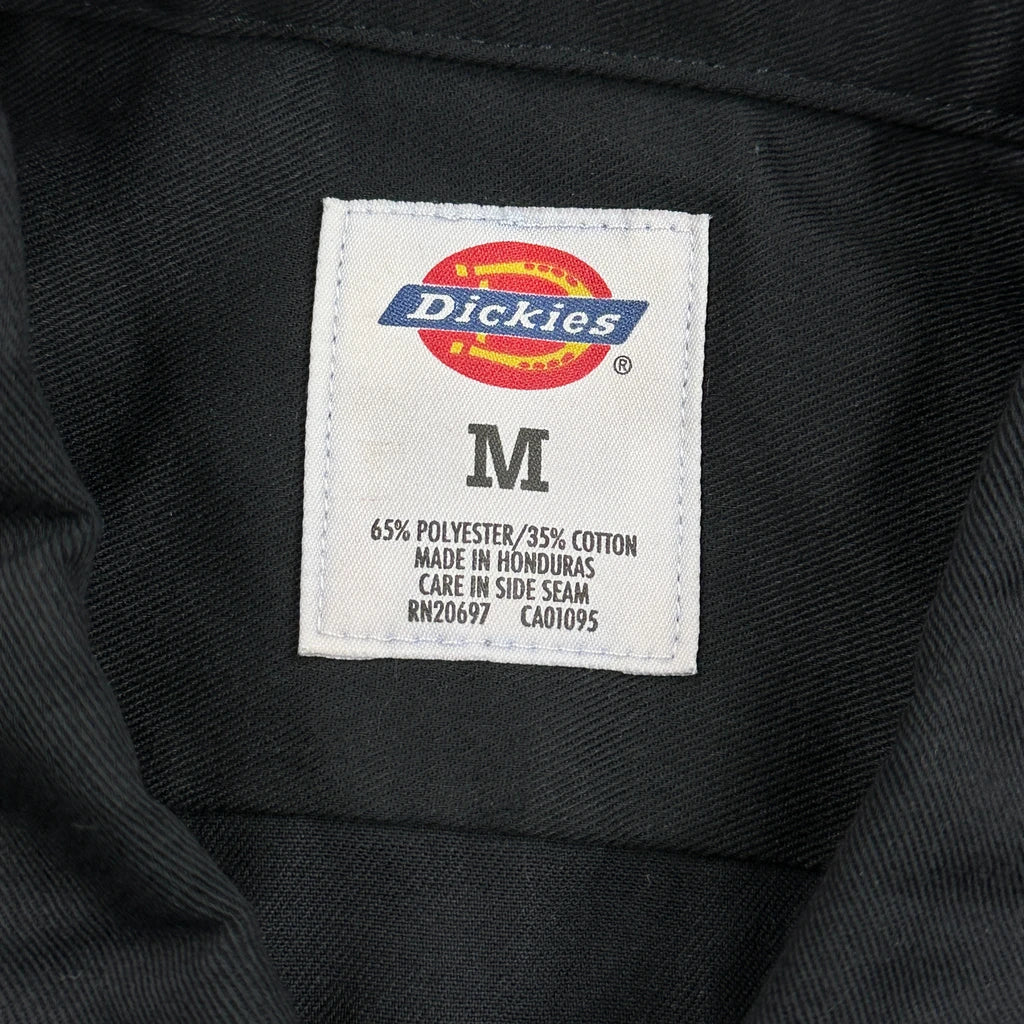 Dickies
®
M
65% POLYESTER/35% COTTON
MADE IN HONDURAS
CARE IN SIDE SEAM
RN20697 CA01095